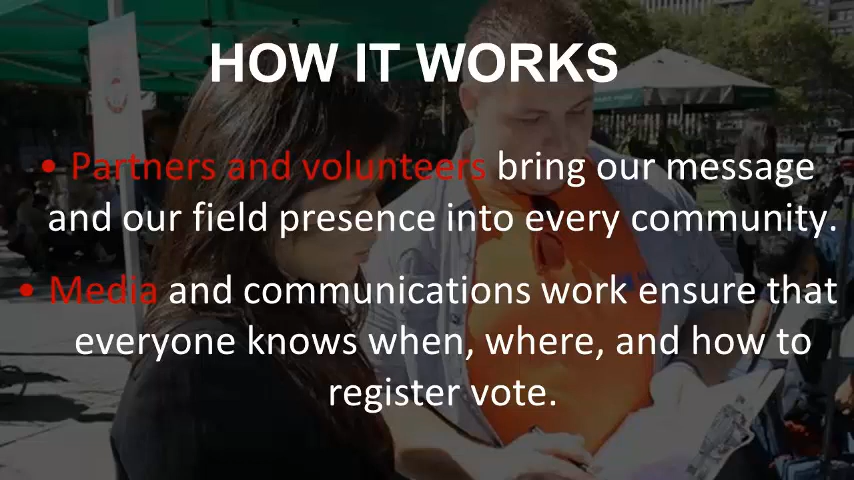 HOW IT WORKS
• Partners and volunteers bring our message
and our field presence into every community.
• Media and communications work ensure that
everyone knows when, where, and how to
register vote.